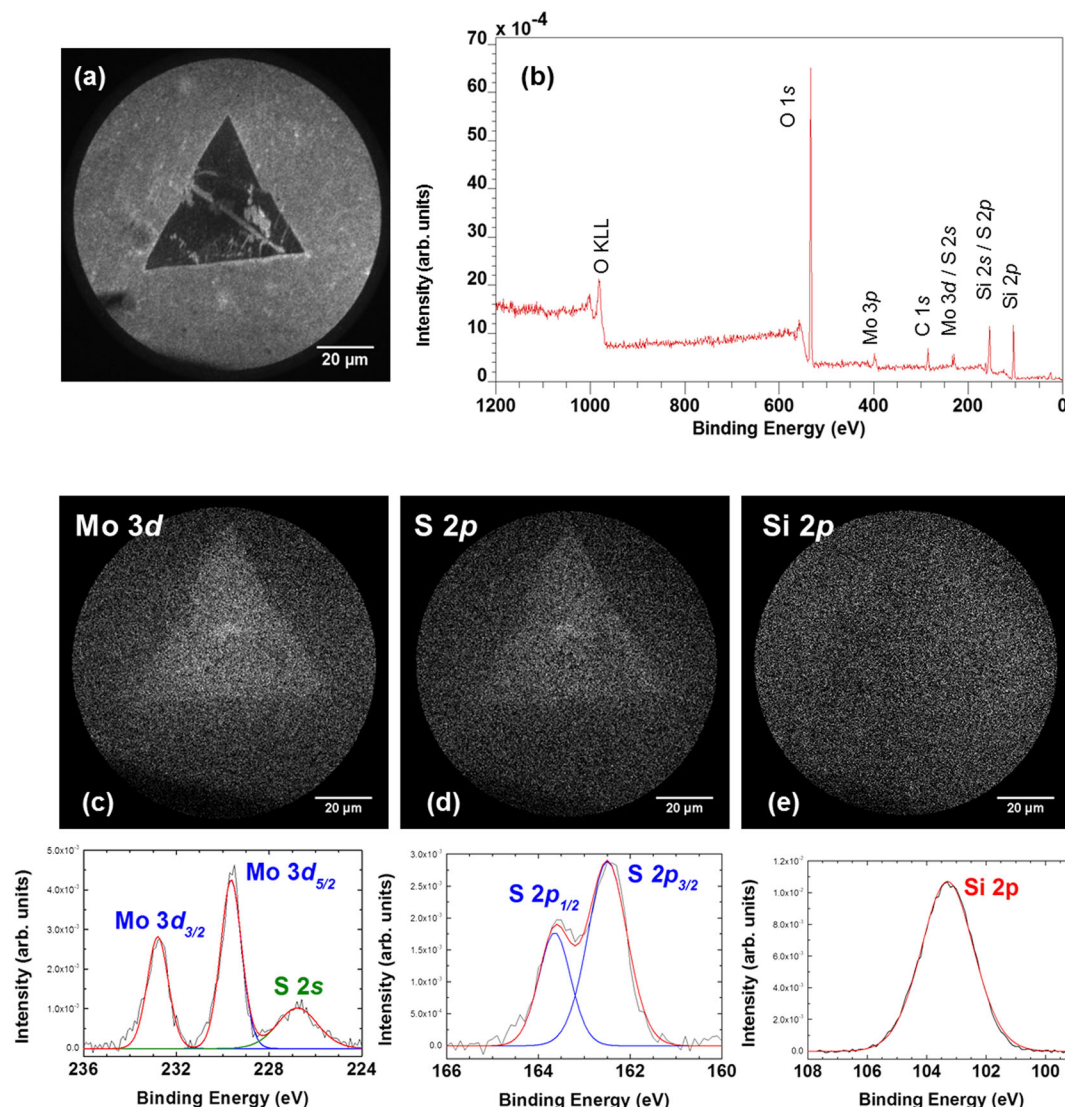 (a)
20 µm
(b)
x 10⁻⁴
70
60
50
40
30
20
10
0
Intensity (arb. units)
O KLL
O 1s
Mo 3p
C 1s
Mo 3d / S 2s
Si 2s / S 2p
Si 2p
1200 1000 800 600 400 200 0
Binding Energy (eV)
Mo 3d
(c)
20 µm
S 2p
(d)
20 µm
Si 2p
(e)
20 µm
5.0x10⁻³
4.0x10⁻³
3.0x10⁻³
2.0x10⁻³
1.0x10⁻³
0.0
Intensity (arb. units)
Mo 3d3/2
Mo 3d5/2
S 2s
236 234 232 230 228 226 224
Binding Energy (eV)
3.0x10⁻³
2.5x10⁻³
2.0x10⁻³
1.5x10⁻³
1.0x10⁻³
5.0x10⁻⁴
0.0
Intensity (arb. units)
S 2p1/2
S 2p3/2
166 164 162 160
Binding Energy (eV)
1.2x10⁻²
1.0x10⁻²
8.0x10⁻³
6.0x10⁻³
4.0x10⁻³
2.0x10⁻³
0.0
Intensity (arb. units)
Si 2p
108 106 104 102 100
Binding Energy (eV)